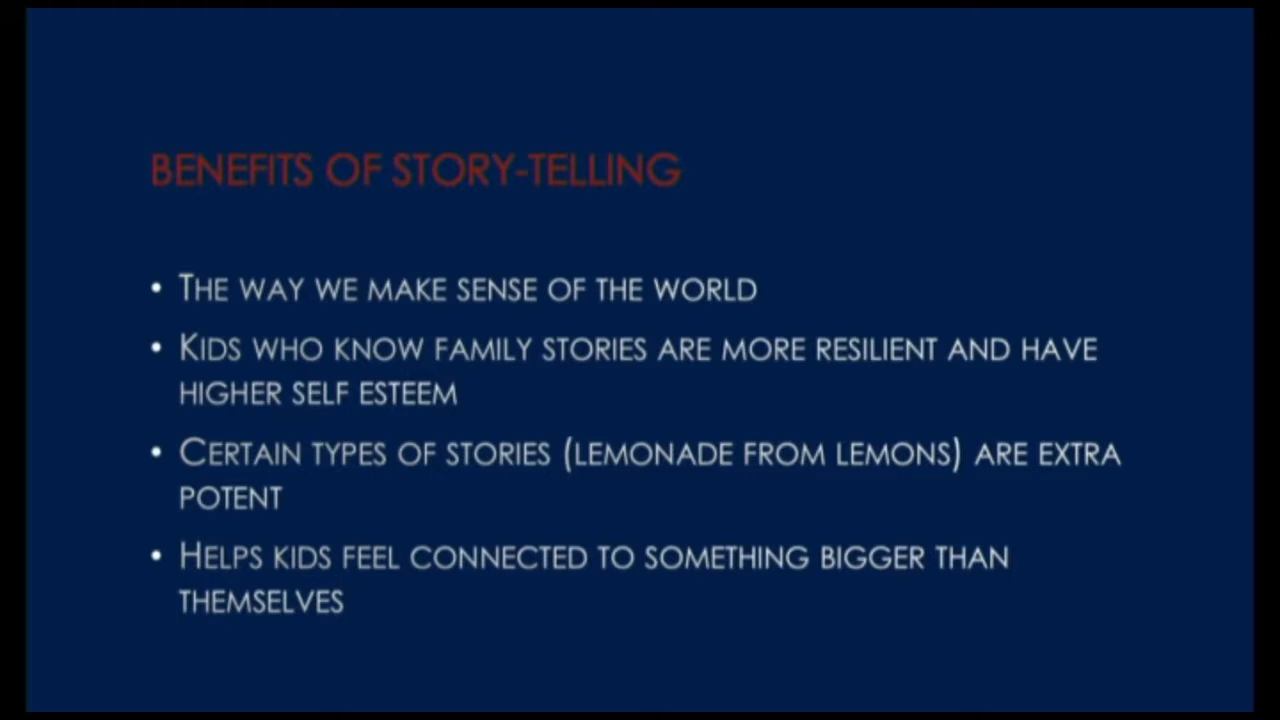 BENEFITS OF STORY-TELLING
• THE WAY WE MAKE SENSE OF THE WORLD
• KIDS WHO KNOW FAMILY STORIES ARE MORE RESILIENT AND HAVE
HIGHER SELF ESTEEM
• CERTAIN TYPES OF STORIES (LEMONADE FROM LEMONS) ARE EXTRA
POTENT
• HELPS KIDS FEEL CONNECTED TO SOMETHING BIGGER THAN
THEMSELVES